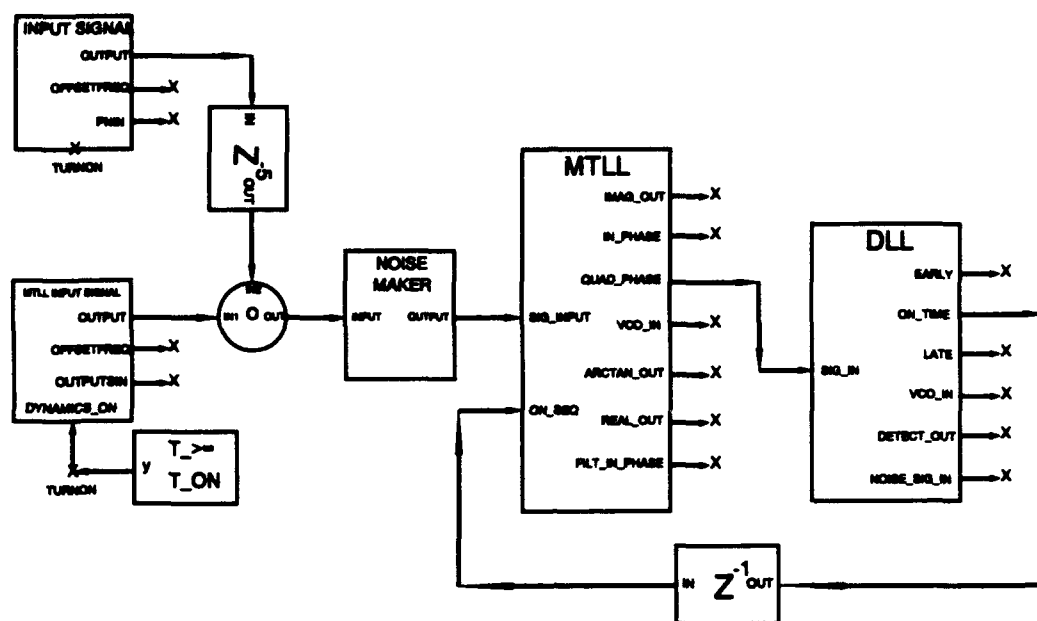 INPUT SIGNAL
OUTPUT
OFFSETFREQ
X
PNIN
X
X
TURNON
IN
Z-5
OUT
MTLL INPUT SIGNAL
OUTPUT
OFFSETFREQ
X
OUTPUTSIN
X
DYNAMICS_ON
X
TURNON
y
T_>=
T_ON
IN1
IN2
O
OUT
NOISE
MAKER
INPUT
OUTPUT
MTLL
IMAG_OUT
X
IN_PHASE
X
QUAD_PHASE
SIG_INPUT
VCO_IN
X
ARCTAN_OUT
X
ON_SEQ
REAL_OUT
X
FILT_IN_PHASE
X
DLL
EARLY
X
ON_TIME
LATE
X
SIG_IN
VCO_IN
X
DETECT_OUT
X
NOISE_SIG_IN
X
IN
Z-1
OUT